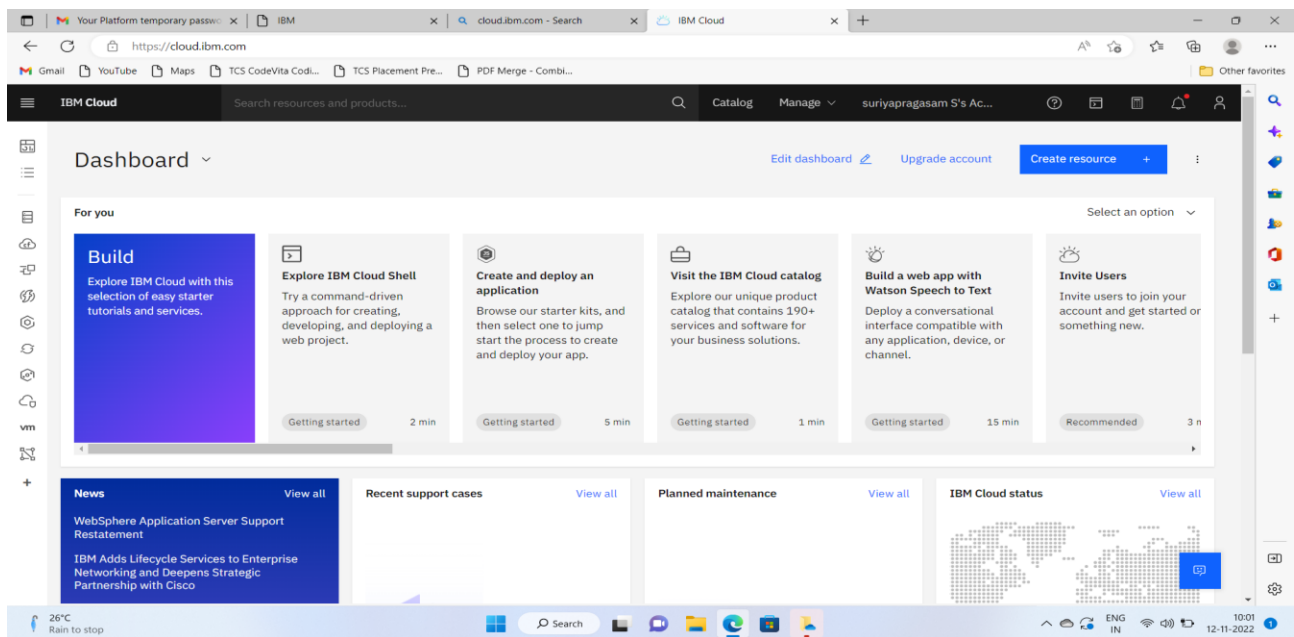 Your Platform temporary passwo
IBM
cloud.ibm.com - Search
IBM Cloud
https://cloud.ibm.com
Gmail YouTube Maps TCS CodeVita Codi... TCS Placement Pre... PDF Merge - Combi... Other favorites
IBM Cloud Search resources and products... Catalog Manage suriyapragasam S's Ac...
Dashboard
Edit dashboard Upgrade account Create resource +
For you
Select an option
Build
Explore IBM Cloud with this
selection of easy starter
tutorials and services.
Explore IBM Cloud Shell
Try a command-driven
approach for creating,
developing, and deploying a
web project.
Getting started 2 min
Create and deploy an
application
Browse our starter kits, and
then select one to jump
start the process to create
and deploy your app.
Getting started 5 min
Visit the IBM Cloud catalog
Explore our unique product
catalog that contains 190+
services and software for
your business solutions.
Getting started 1 min
Build a web app with
Watson Speech to Text
Deploy a conversational
interface compatible with
any application, device, or
channel.
Getting started 15 min
Invite Users
Invite users to join your
account and get started or
something new.
Recommended 3 n
vm
News View all
WebSphere Application Server Support
Restatement
IBM Adds Lifecycle Services to Enterprise
Networking and Deepens Strategic
Partnership with Cisco
Recent support cases View all
Planned maintenance View all
IBM Cloud status View all
26°C
Rain to stop
Search
ENG
IN
10:01
12-11-2022
1